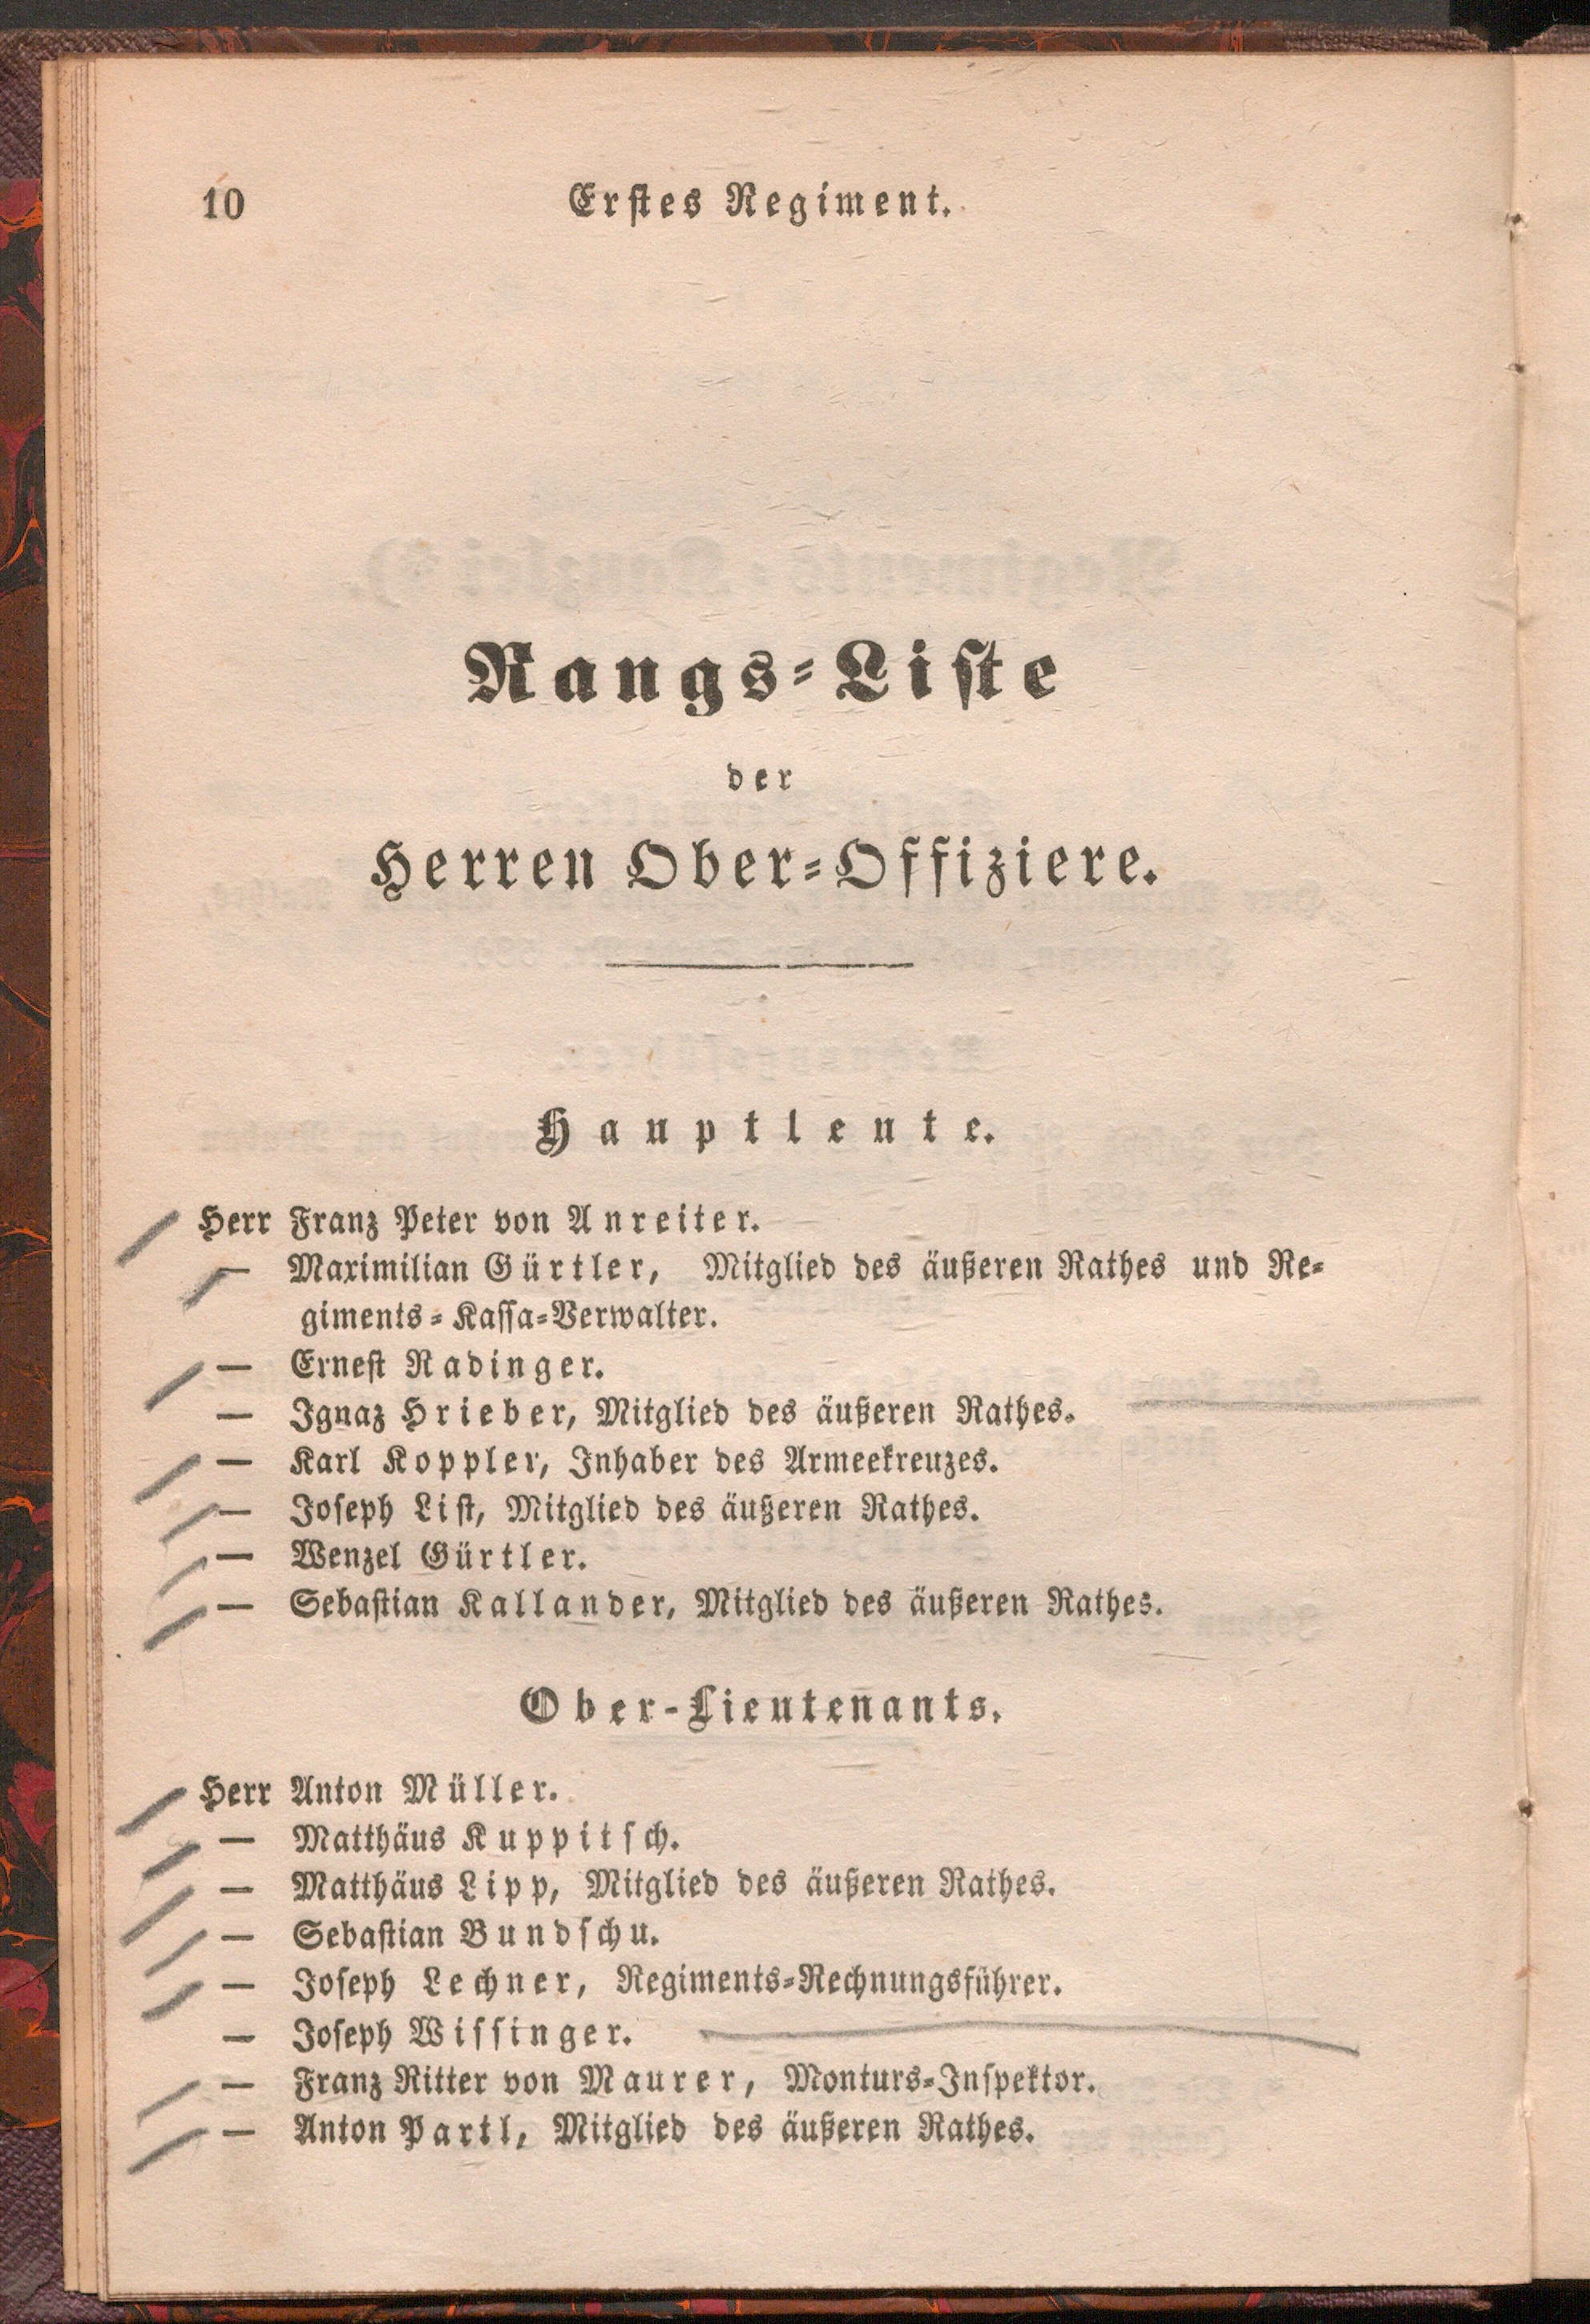 10
Erstes Regiment.
Rangs-Liste
der
Herren Ober-Offiziere.
Hauptleute.
Herr Franz Peter von Anreiter.
— Maximilian Gürtler, Mitglied des äußeren Rathes und Re-
giments-Kassa-Verwalter.
— Ernest Radinger.
— Ignaz Hrieber, Mitglied des äußeren Rathes.
— Karl Koppler, Inhaber des Armeekreuzes.
— Joseph List, Mitglied des äußeren Rathes.
— Wenzel Gürtler.
— Sebastian Kallander, Mitglied des äußeren Rathes.
Ober-Lieutenants.
Herr Anton Müller.
— Matthäus Kuppitsch.
— Matthäus Lipp, Mitglied des äußeren Rathes.
— Sebastian Bundschu.
— Joseph Lechner, Regiments-Rechnungsführer.
— Joseph Wissinger.
— Franz Ritter von Maurer, Monturs-Inspektor.
— Anton Partl, Mitglied des äußeren Rathes.